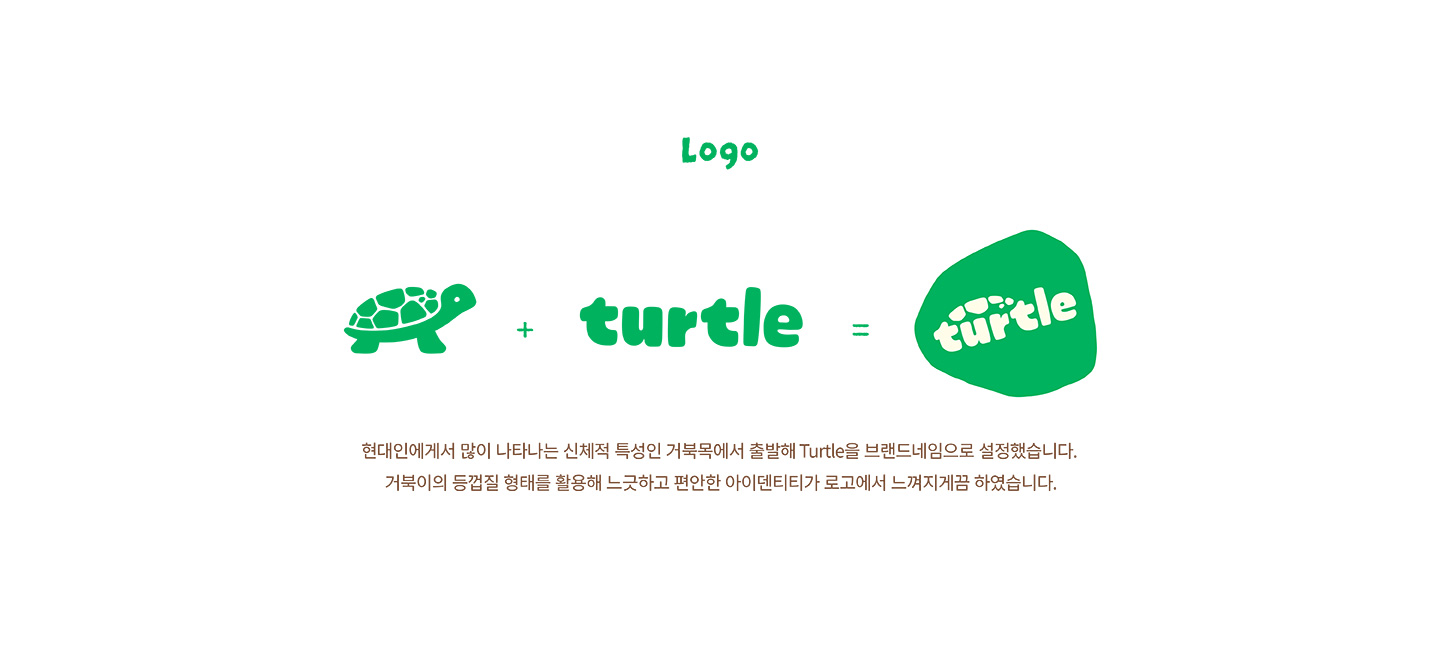 Logo
+ turtle = turtle
현대인에게서 많이 나타나는 신체적 특성인 거북목에서 출발해 Turtle을 브랜드네임으로 설정했습니다.
거북이의 등껍질 형태를 활용해 느긋하고 편안한 아이덴티티가 로고에서 느껴지게끔 하였습니다.